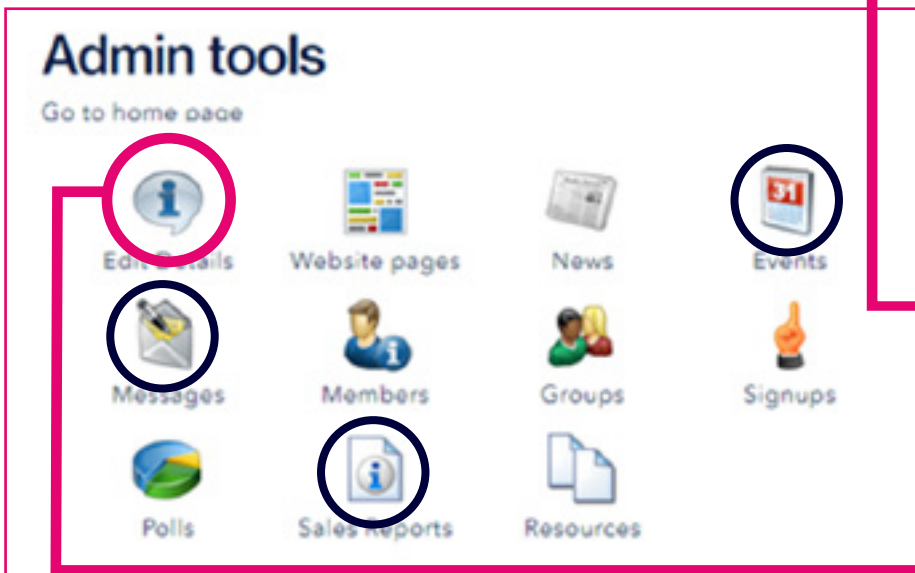 Admin tools
Go to home page
31
Edit Details Website pages News Events
Messages Members Groups Signups
Polls Sales Reports Resources